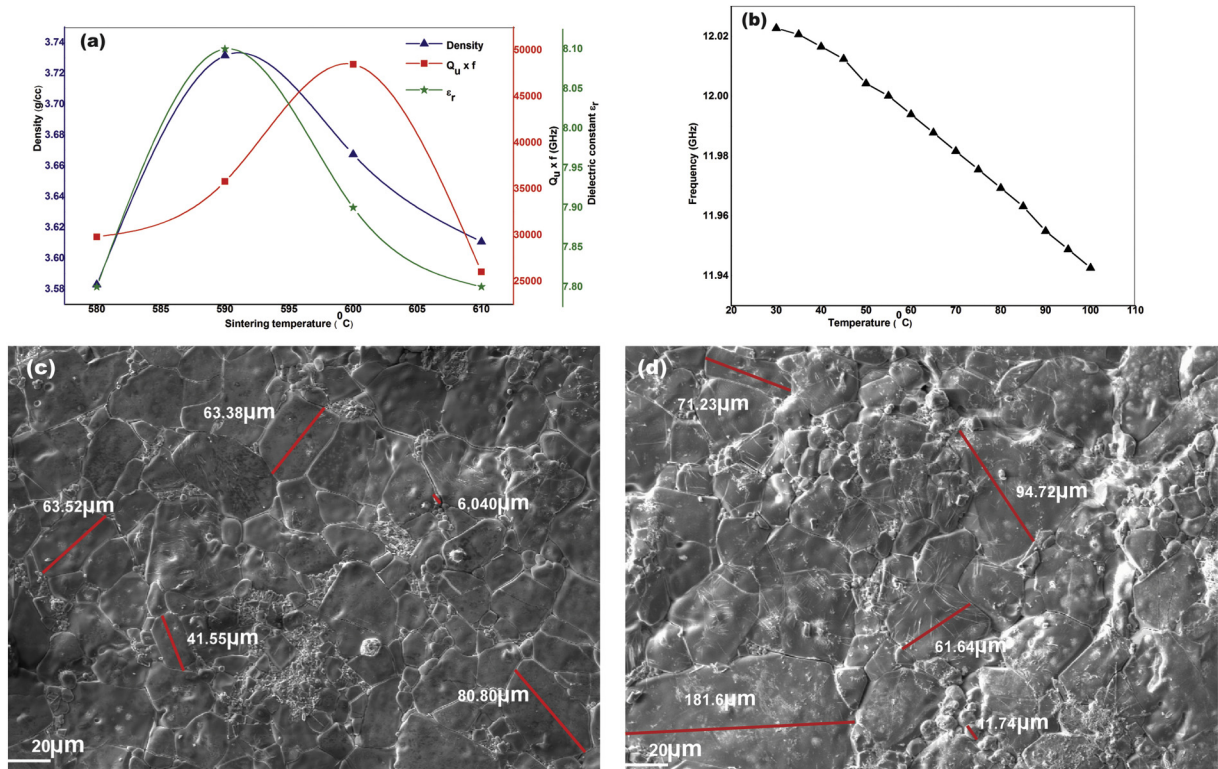 (a)
Density
Qu x f
εr
Density (g/cc)
3.74
3.72
3.70
3.68
3.66
3.64
3.62
3.60
3.58
580
585
590
595
600
605
610
Sintering temperature (0C)
50000
45000
40000
35000
30000
25000
Qu x f (GHz)
8.10
8.05
8.00
7.95
7.90
7.85
7.80
Dielectric constant εr
(b)
Frequency (GHz)
12.02
12.00
11.98
11.96
11.94
20
30
40
50
60
70
80
90
100
110
Temperature (0C)
(c)
63.38µm
63.52µm
6.040µm
41.55µm
80.80µm
20µm
(d)
71.23µm
94.72µm
61.64µm
181.6µm
11.74µm
20µm